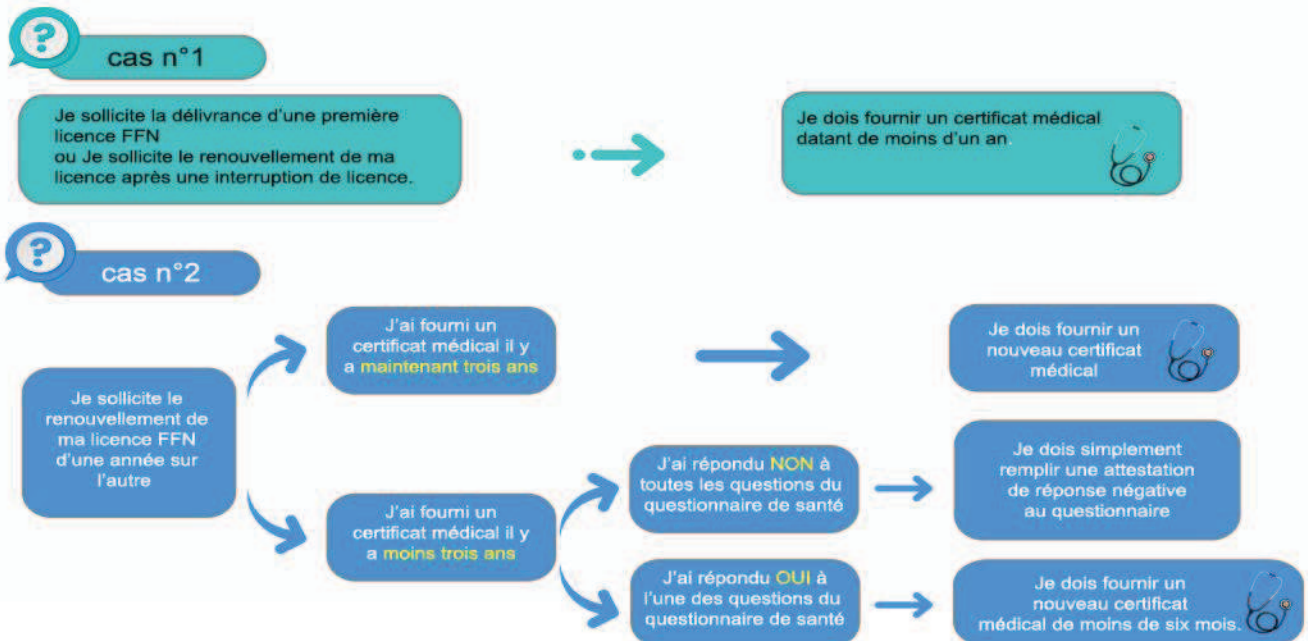 ?
cas n°1
Je sollicite la délivrance d'une première
licence FFN
ou Je sollicite le renouvellement de ma
licence après une interruption de licence.
Je dois fournir un certificat médical
datant de moins d'un an.
?
cas n°2
Je sollicite le
renouvellement de
ma licence FFN
d'une année sur
l'autre
J'ai fourni un
certificat médical il y
a maintenant trois ans
Je dois fournir un
nouveau certificat
médical
J'ai fourni un
certificat médical il y
a moins trois ans
J'ai répondu NON à
toutes les questions du
questionnaire de santé
Je dois simplement
remplir une attestation
de réponse négative
au questionnaire
J'ai répondu OUI à
l'une des questions du
questionnaire de santé
Je dois fournir un
nouveau certificat
médical de moins de six mois.